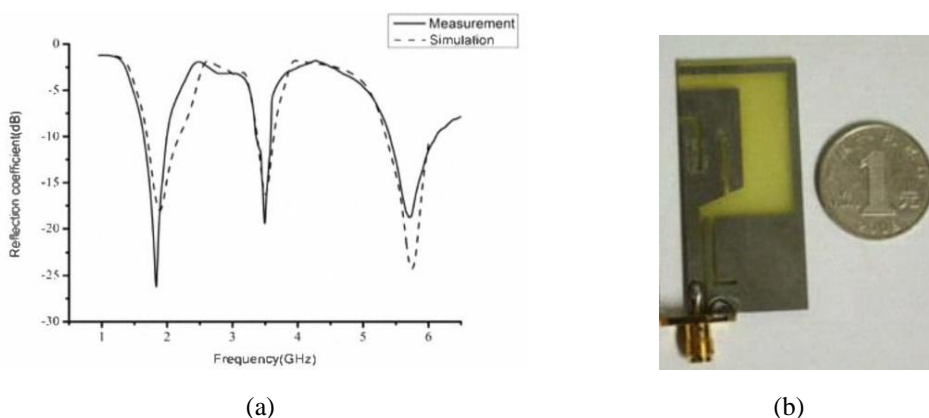 Measurement
Simulation
0
-5
-10
-15
-20
-25
-30
Reflection coefficient(dB)
1 2 3 4 5 6
Frequency(GHz)
1
元
(a) (b)